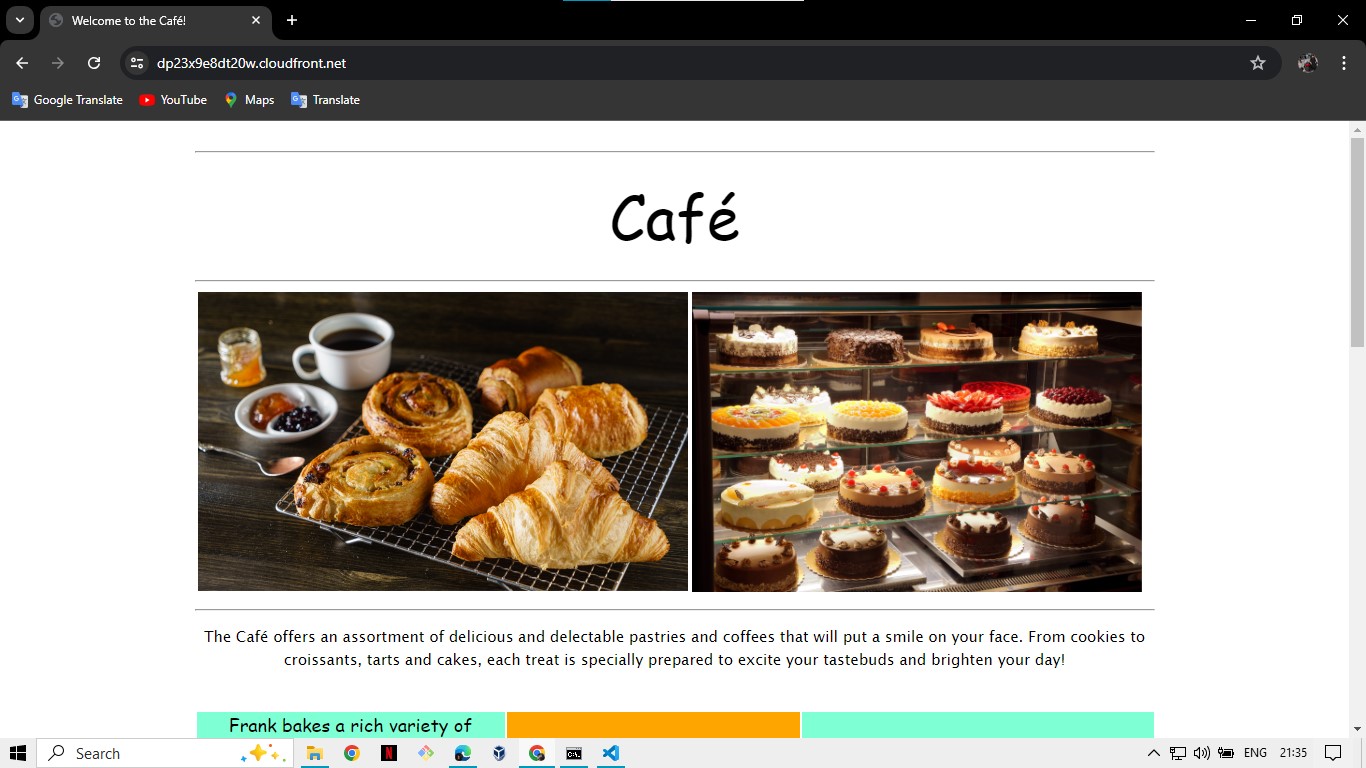 Welcome to the Café!
dp23x9e8dt20w.cloudfront.net
Google Translate
YouTube
Maps
Translate
Café
The Café offers an assortment of delicious and delectable pastries and coffees that will put a smile on your face. From cookies to
croissants, tarts and cakes, each treat is specially prepared to excite your tastebuds and brighten your day!
Frank bakes a rich variety of
Search
ENG
21:35